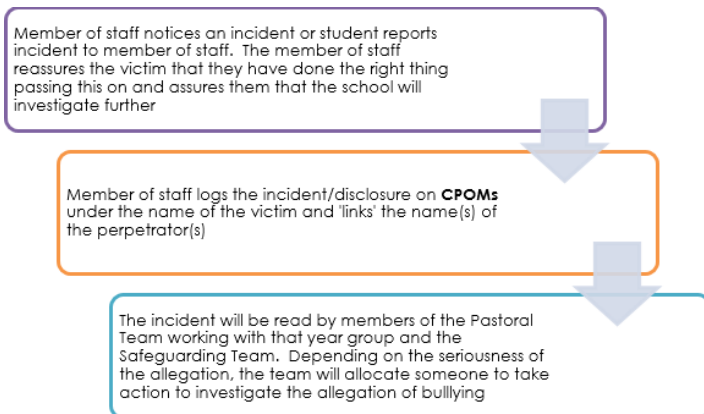 Member of staff notices an incident or student reports
incident to member of staff.  The member of staff
reassures the victim that they have done the right thing
passing this on and assures them that the school will
investigate further
Member of staff logs the incident/disclosure on CPOMs
under the name of the victim and 'links' the name(s) of
the perpetrator(s)
The incident will be read by members of the Pastoral
Team working with that year group and the
Safeguarding Team.  Depending on the seriousness of
the allegation, the team will allocate someone to take
action to investigate the allegation of bulllying